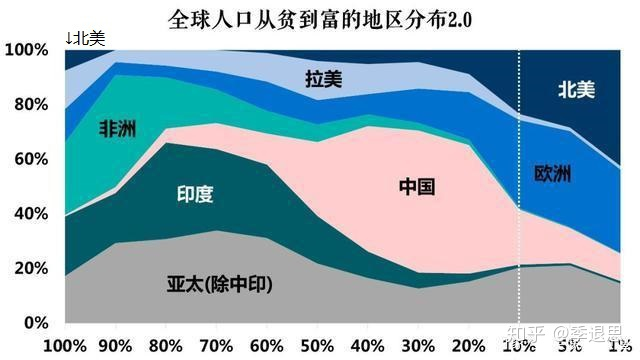 全球人口从贫到富的地区分布2.0
↓北美
100%
80%
60%
40%
20%
0%
拉美
北美
非洲
欧洲
中国
印度
亚太(除中印)
100% 90% 80% 70% 60% 50% 40% 30% 20% 10% 5% 1%
知乎 @季退思